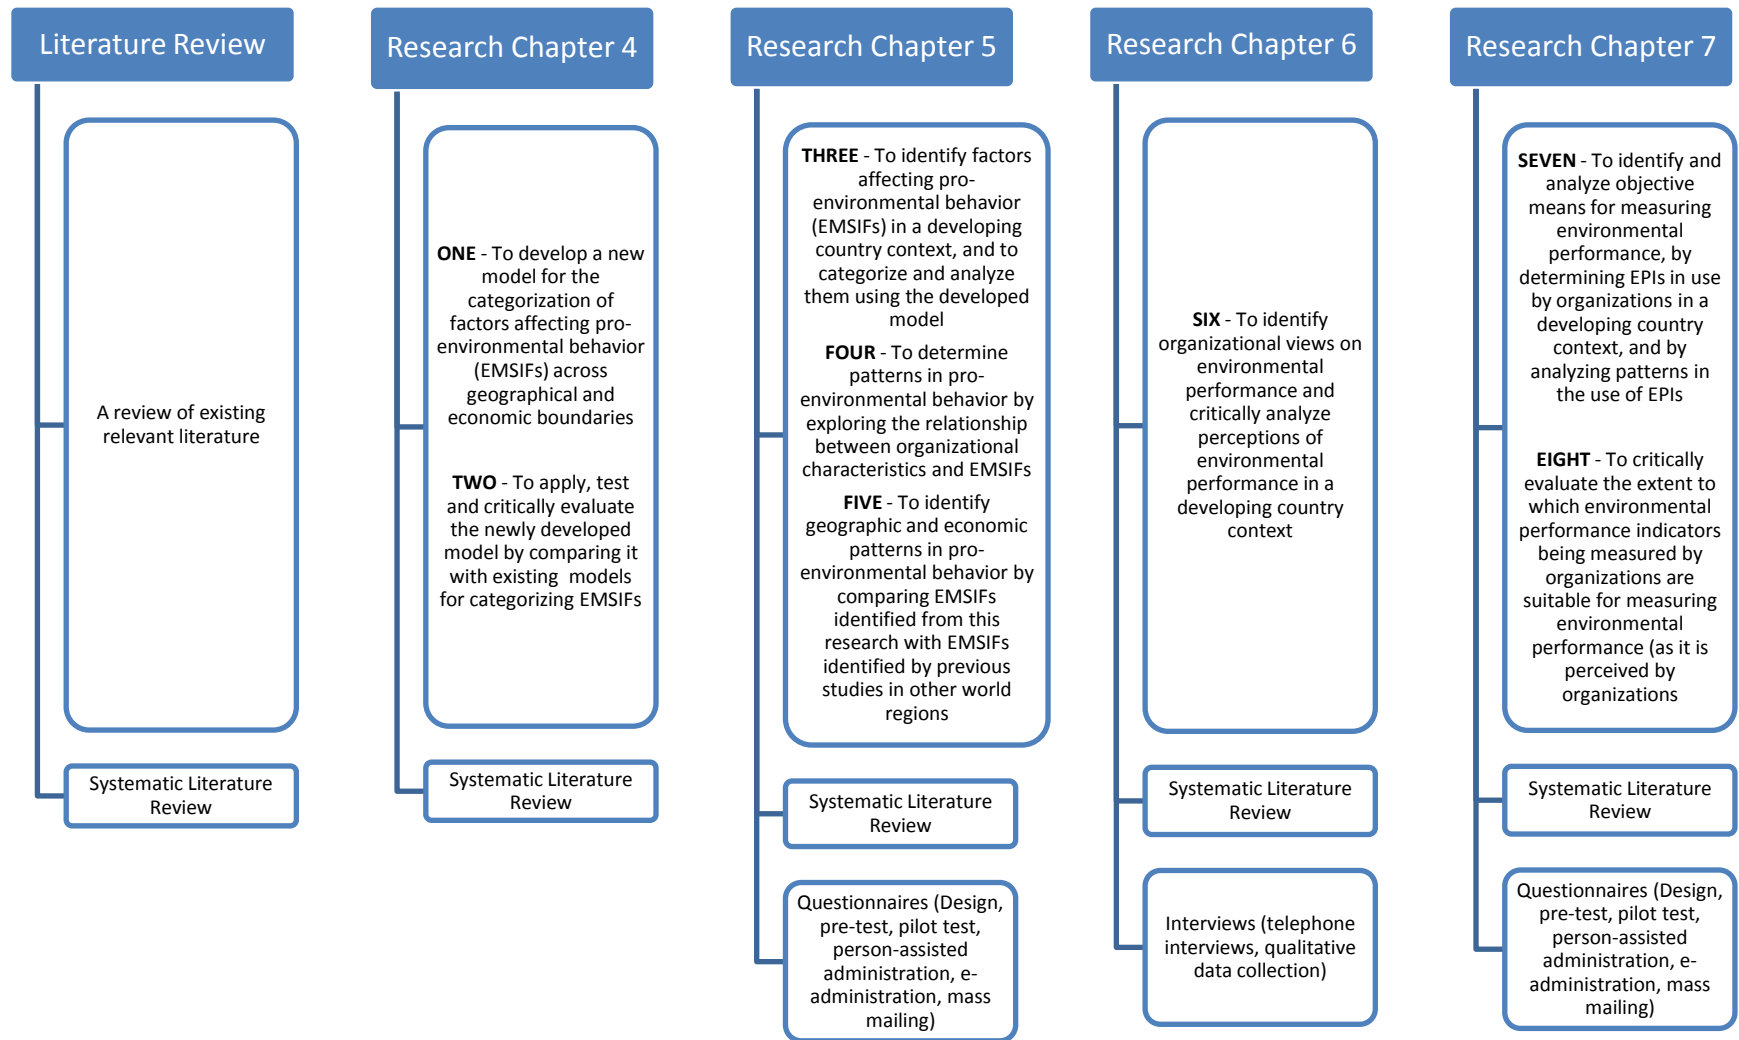 Literature Review
A review of existing
relevant literature
Systematic Literature
Review
Research Chapter 4
ONE - To develop a new
model for the
categorization of
factors affecting pro-
environmental behavior
(EMSIFs) across
geographical and
economic boundaries
TWO - To apply, test
and critically evaluate
the newly developed
model by comparing it
with existing models
for categorizing EMSIFs
Systematic Literature
Review
Research Chapter 5
THREE - To identify factors
affecting pro-
environmental behavior
(EMSIFs) in a developing
country context, and to
categorize and analyze
them using the developed
model
FOUR - To determine
patterns in pro-
environmental behavior by
exploring the relationship
between organizational
characteristics and EMSIFs
FIVE - To identify
geographic and economic
patterns in pro-
environmental behavior by
comparing EMSIFs
identified from this
research with EMSIFs
identified by previous
studies in other world
regions
Systematic Literature
Review
Questionnaires (Design,
pre-test, pilot test,
person-assisted
administration, e-
administration, mass
mailing)
Research Chapter 6
SIX - To identify
organizational views on
environmental
performance and
critically analyze
perceptions of
environmental
performance in a
developing country
context
Systematic Literature
Review
Interviews (telephone
interviews, qualitative
data collection)
Research Chapter 7
SEVEN - To identify and
analyze objective
means for measuring
environmental
performance, by
determining EPIs in use
by organizations in a
developing country
context, and by
analyzing patterns in
the use of EPIs
EIGHT - To critically
evaluate the extent to
which environmental
performance indicators
being measured by
organizations are
suitable for measuring
environmental
performance (as it is
perceived by
organizations
Systematic Literature
Review
Questionnaires (Design,
pre-test, pilot test,
person-assisted
administration, e-
administration, mass
mailing)